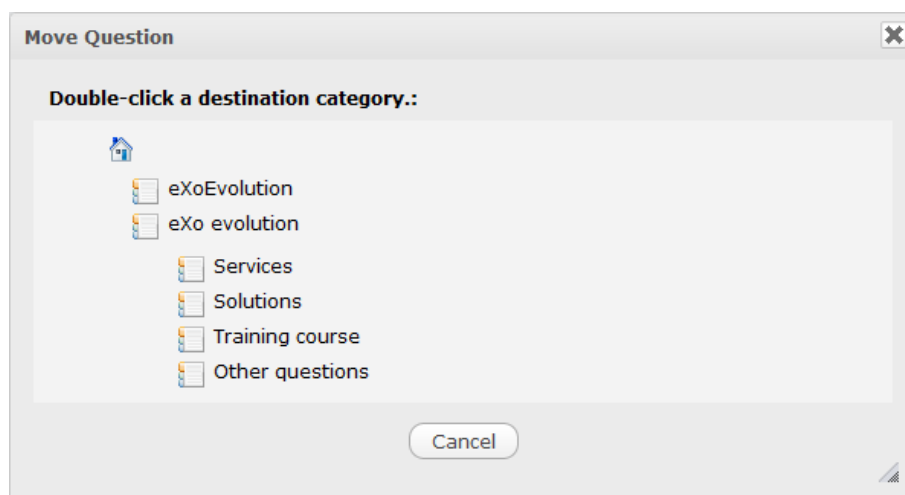 Move Question
Double-click a destination category.:
eXoEvolution
eXo evolution
Services
Solutions
Training course
Other questions
Cancel